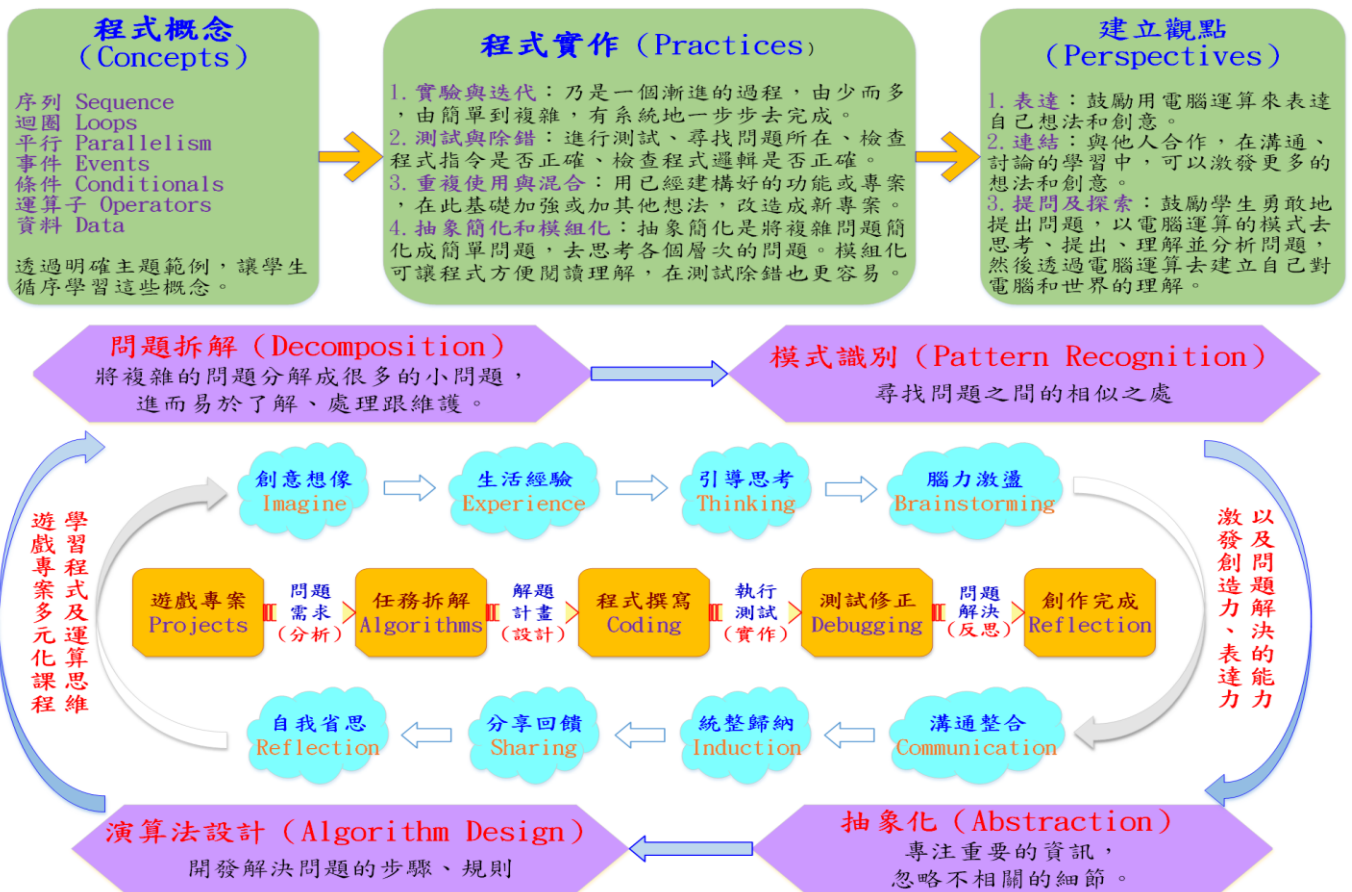 程式概念
(Concepts)
序列 Sequence
迴圈 Loops
平行 Parallelism
事件 Events
條件 Conditionals
運算子 Operators
資料 Data
透過明確主題範例，讓學生
循序學習這些概念。
程式實作（Practices）
1. 實驗與迭代：乃是一個漸進的過程，由少而多
，由簡單到複雜，有系統地一步步去完成。
2. 測試與除錯：進行測試、尋找問題所在、檢查
程式指令是否正確、檢查程式邏輯是否正確。
3. 重複使用與混合：用已經建構好的功能或專案
，在此基礎加強或加其他想法，改造成新專案。
4. 抽象簡化和模組化：抽象簡化是將複雜問題簡
化成簡單問題，去思考各個層次的問題。模組化
可讓程式方便閱讀理解，在測試除錯也更容易。
建立觀點
（Perspectives）
1. 表達：鼓勵用電腦運算來表達
自己想法和創意。
2. 連結：與他人合作，在溝通、
討論的學習中，可以激發更多的
想法和創意。
3. 提問及探索：鼓勵學生勇敢地
提出問題，以電腦運算的模式去
思考、提出、理解並分析問題，
然後透過電腦運算去建立自己對
電腦和世界的理解。
問題拆解（Decomposition）
將複雜的問題分解成很多的小問題，
進而易於了解、處理跟維護。
模式識別（Pattern Recognition）
尋找問題之間的相似之處
創意想像
Imagine
生活經驗
Experience
引導思考
Thinking
腦力激盪
Brainstorming
學習程式及運算思維
遊戲專案多元化課程
以及問題解決的能力
激發創造力、表達力
遊戲專案
Projects
問題
需求
(分析)
任務拆解
Algorithms
解題
計畫
(設計)
程式撰寫
Coding
執行
測試
(實作)
測試修正
Debugging
問題
解決
(反思)
創作完成
Reflection
自我省思
Reflection
分享回饋
Sharing
統整歸納
Induction
溝通整合
Communication
演算法設計（Algorithm Design）
開發解決問題的步驟、規則
抽象化（Abstraction）
專注重要的資訊，
忽略不相關的細節。